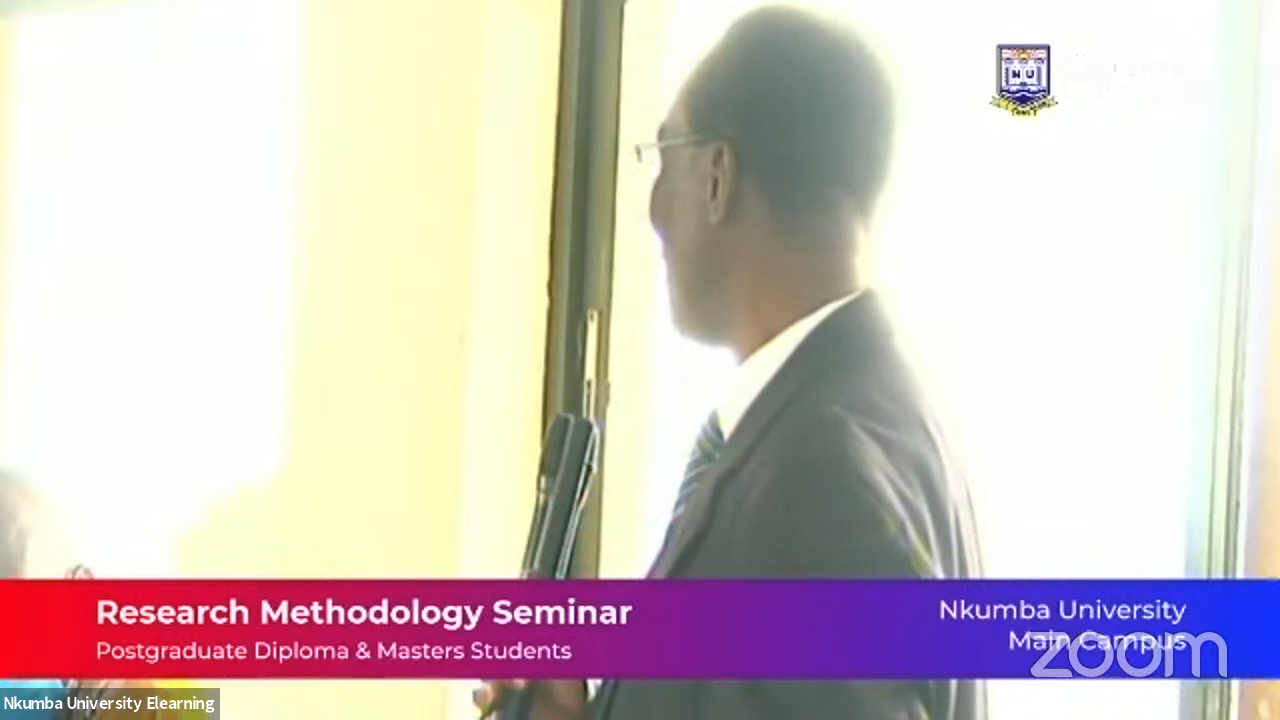 NU
Research Methodology Seminar
Postgraduate Diploma & Masters Students
Nkumba University
Main Campus
zoom
Nkumba University Elearning